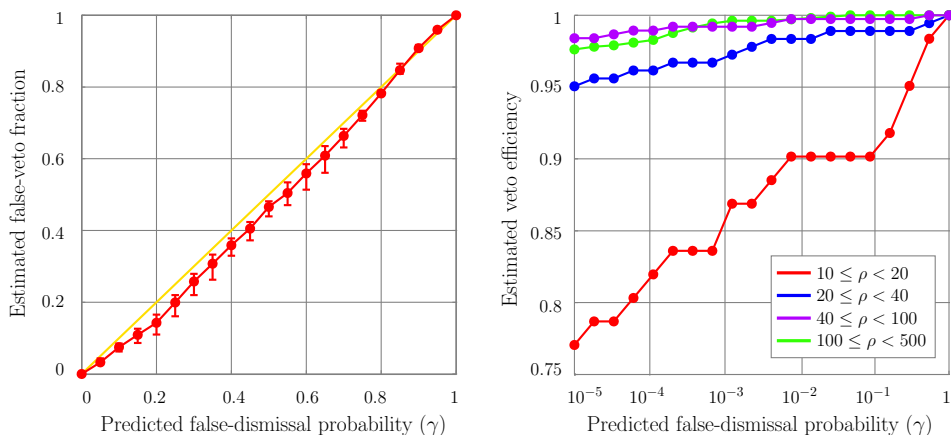 Estimated false-veto fraction
1
0.8
0.6
0.4
0.2
0
0 0.2 0.4 0.6 0.8 1
Predicted false-dismissal probability (γ)
Estimated veto efficiency
1
0.95
0.9
0.85
0.8
0.75
10⁻⁵ 10⁻⁴ 10⁻³ 10⁻² 10⁻¹ 1
Predicted false-dismissal probability (γ)
10 ≤ ρ < 20
20 ≤ ρ < 40
40 ≤ ρ < 100
100 ≤ ρ < 500